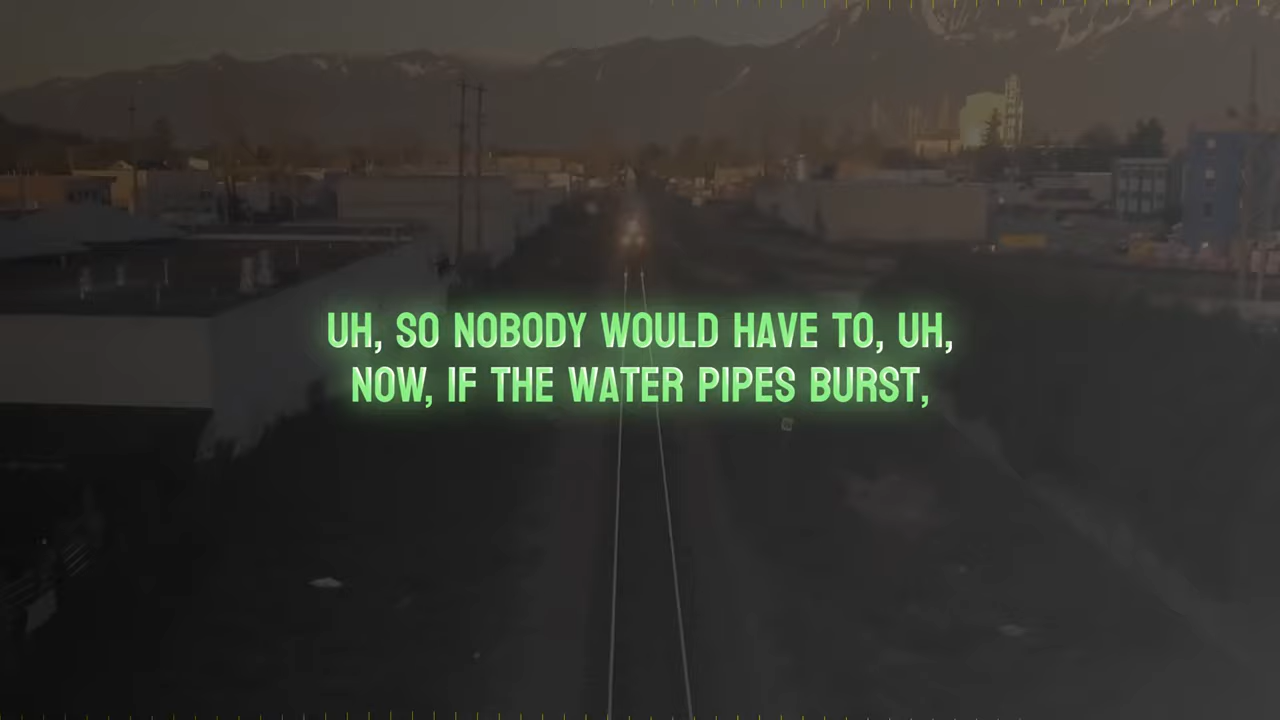 UH, SO NOBODY WOULD HAVE TO, UH,
NOW, IF THE WATER PIPES BURST,